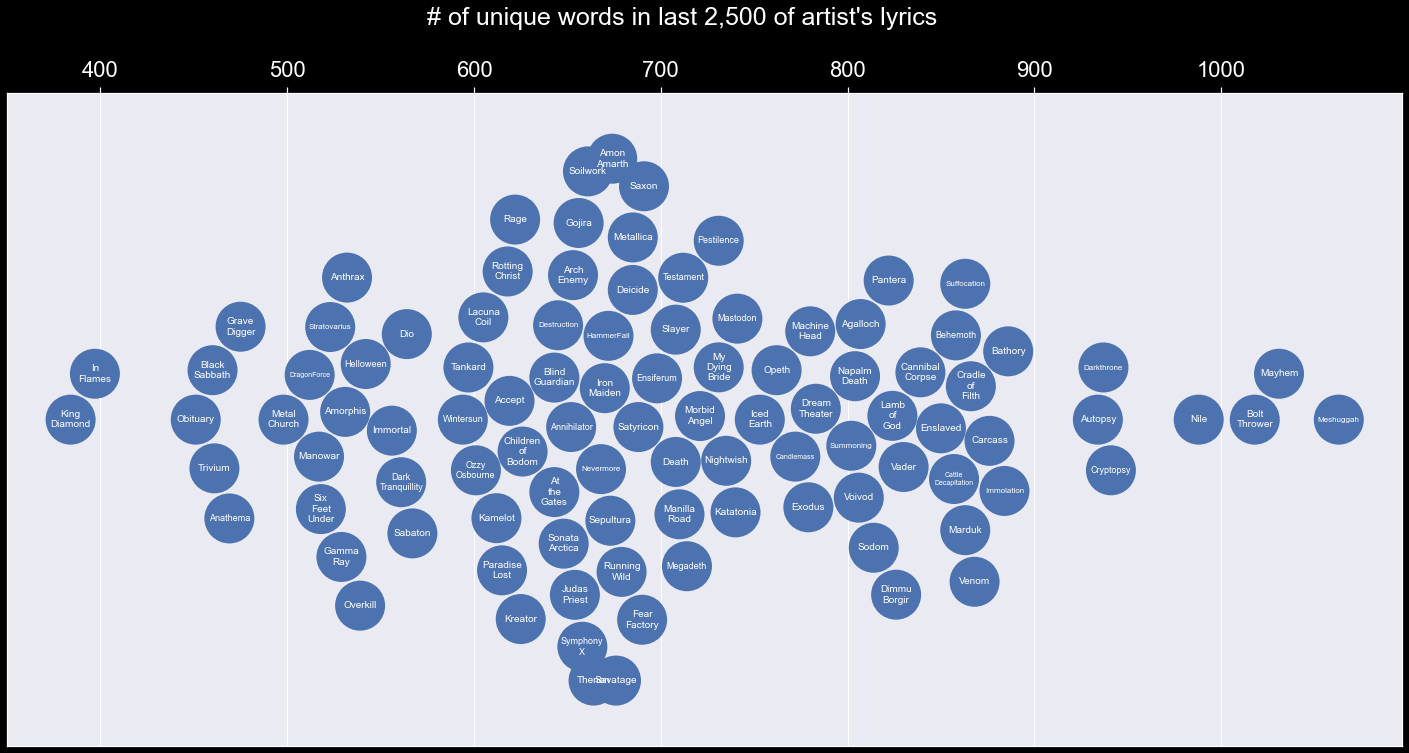 # of unique words in last 2,500 of artist's lyrics
400 500 600 700 800 900 1000
Amon
Amarth
Soilwork
Saxon
Rage
Gojira
Metallica
Pestilence
Rotting
Christ
Arch
Enemy
Anthrax
Testament
Pantera
Suffocation
Deicide
Lacuna
Coil
Mastodon
Grave
Digger
Stratovarius
Destruction
Agalloch
Slayer
Machine
Head
Dio
HammerFall
Behemoth
Bathory
Helloween
Tankard
My
Dying
Bride
Darkthrone
Black
Sabbath
Opeth
Cannibal
Corpse
In
Flames
Mayhem
DragonForce
Blind
Guardian
Ensiferum
Napalm
Death
Cradle
of
Filth
Iron
Maiden
Accept
Dream
Theater
Amorphis
Morbid
Angel
Lamb
of
God
King
Diamond
Obituary
Metal
Church
Wintersun
Iced
Earth
Autopsy
Nile
Bolt
Thrower
Meshuggah
Immortal
Annihilator
Satyricon
Enslaved
Carcass
Summoning
Children
of
Bodom
Manowar
Candlemass
Death
Nightwish
Trivium
Ozzy
Osbourne
Nevermore
Vader
Cryptopsy
Cattle
Decapitation
Dark
Tranquillity
At
the
Gates
Immolation
Voivod
Six
Feet
Under
Exodus
Katatonia
Manilla
Road
Anathema
Kamelot
Sepultura
Marduk
Sabaton
Sonata
Arctica
Sodom
Gamma
Ray
Megadeth
Paradise
Lost
Running
Wild
Venom
Judas
Priest
Dimmu
Borgir
Overkill
Kreator
Fear
Factory
Symphony
X
Therion
Savatage